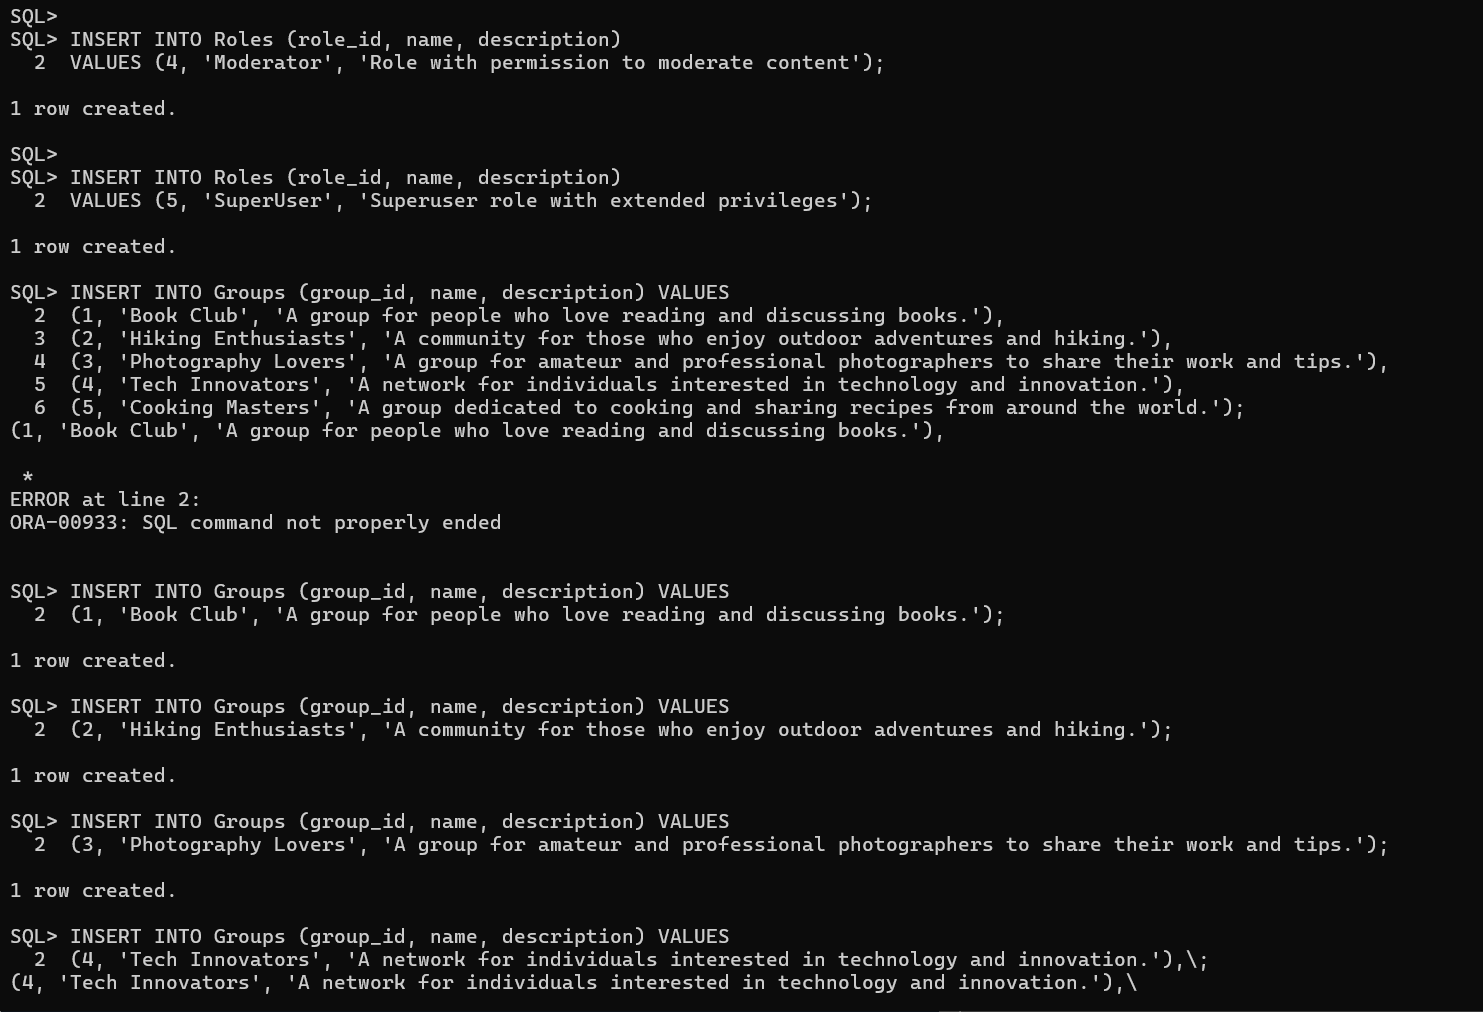 SQL>
SQL> INSERT INTO Roles (role_id, name, description)
  2  VALUES (4, 'Moderator', 'Role with permission to moderate content');
1 row created.
SQL>
SQL> INSERT INTO Roles (role_id, name, description)
  2  VALUES (5, 'SuperUser', 'Superuser role with extended privileges');
1 row created.
SQL> INSERT INTO Groups (group_id, name, description) VALUES
  2  (1, 'Book Club', 'A group for people who love reading and discussing books.'),
  3  (2, 'Hiking Enthusiasts', 'A community for those who enjoy outdoor adventures and hiking.'),
  4  (3, 'Photography Lovers', 'A group for amateur and professional photographers to share their work and tips.'),
  5  (4, 'Tech Innovators', 'A network for individuals interested in technology and innovation.'),
  6  (5, 'Cooking Masters', 'A group dedicated to cooking and sharing recipes from around the world.');
(1, 'Book Club', 'A group for people who love reading and discussing books.'),
 *
ERROR at line 2:
ORA-00933: SQL command not properly ended
SQL> INSERT INTO Groups (group_id, name, description) VALUES
  2  (1, 'Book Club', 'A group for people who love reading and discussing books.');
1 row created.
SQL> INSERT INTO Groups (group_id, name, description) VALUES
  2  (2, 'Hiking Enthusiasts', 'A community for those who enjoy outdoor adventures and hiking.');
1 row created.
SQL> INSERT INTO Groups (group_id, name, description) VALUES
  2  (3, 'Photography Lovers', 'A group for amateur and professional photographers to share their work and tips.');
1 row created.
SQL> INSERT INTO Groups (group_id, name, description) VALUES
  2  (4, 'Tech Innovators', 'A network for individuals interested in technology and innovation.'),\;
(4, 'Tech Innovators', 'A network for individuals interested in technology and innovation.'),\